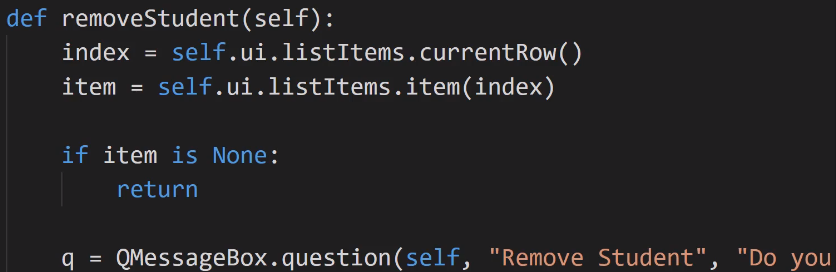 def removeStudent(self):
    index = self.ui.listItems.currentRow()
    item = self.ui.listItems.item(index)

    if item is None:
        return

    q = QMessageBox.question(self, "Remove Student", "Do you